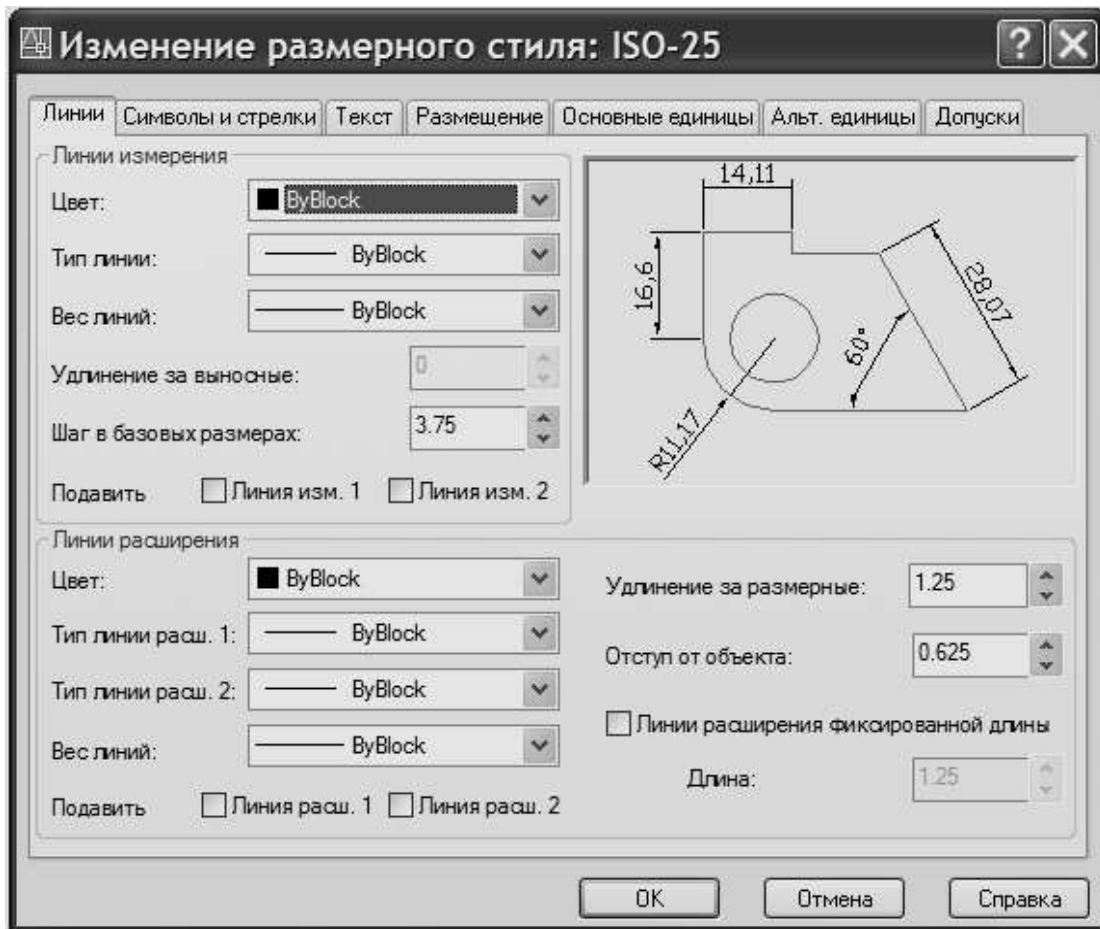 Изменение размерного стиля: ISO-25
Линии Символы и стрелки Текст Размещение Основные единицы Альт. единицы Допуски
Линии измерения
Цвет: ByBlock
Тип линии: ByBlock
Вес линий: ByBlock
Удлинение за выносные: 0
Шаг в базовых размерах: 3.75
Подавить Линия изм. 1 Линия изм. 2
14,11
16,6
28,07
60°
R11,17
Линии расширения
Цвет: ByBlock
Тип линии расш. 1: ByBlock
Тип линии расш. 2: ByBlock
Вес линий: ByBlock
Подавить Линия расш. 1 Линия расш. 2
Удлинение за размерные: 1.25
Отступ от объекта: 0.625
Линии расширения фиксированной длины
Длина: 1.25
OK Отмена Справка